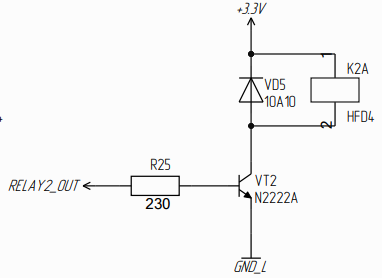 +3.3V
1
K2A
VD5
10A10
HFD4
2
R25
VT2
RELAY2_OUT
N2222A
230
GND_L